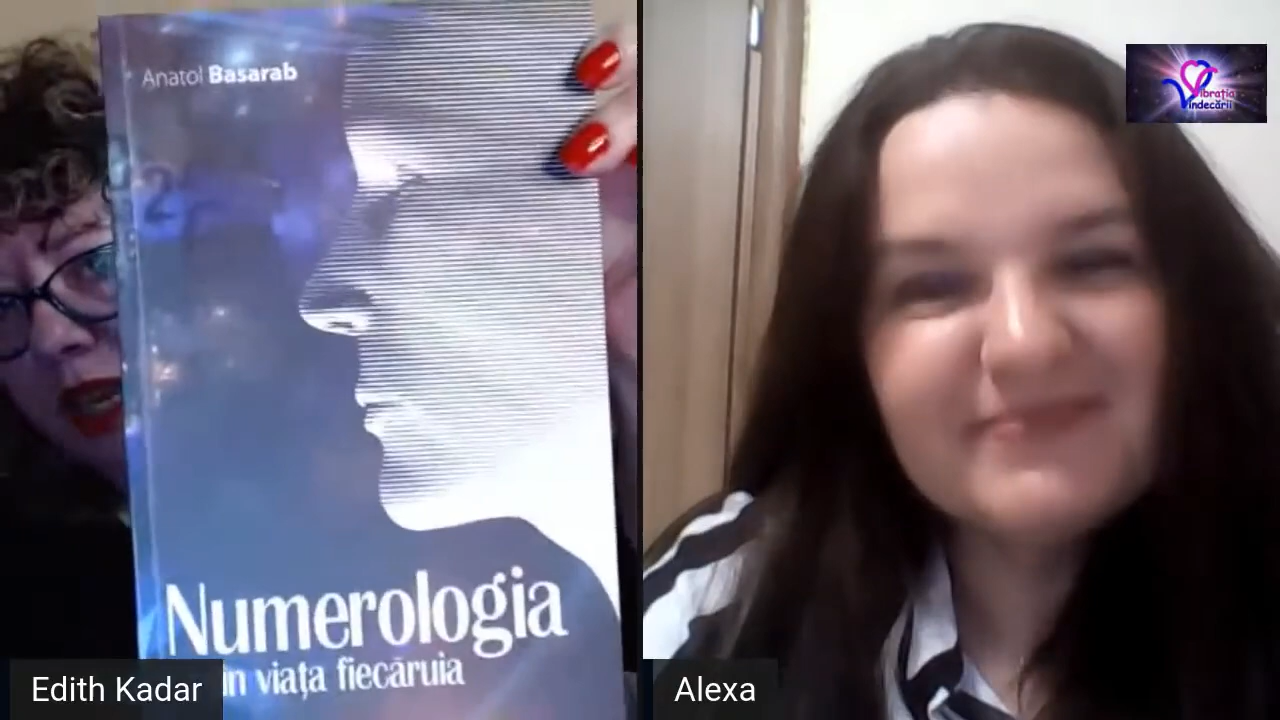 Anatol Basarab
Numerologia
în viața fiecăruia
Edith Kadar
Alexa
Vibrația
Vindecării